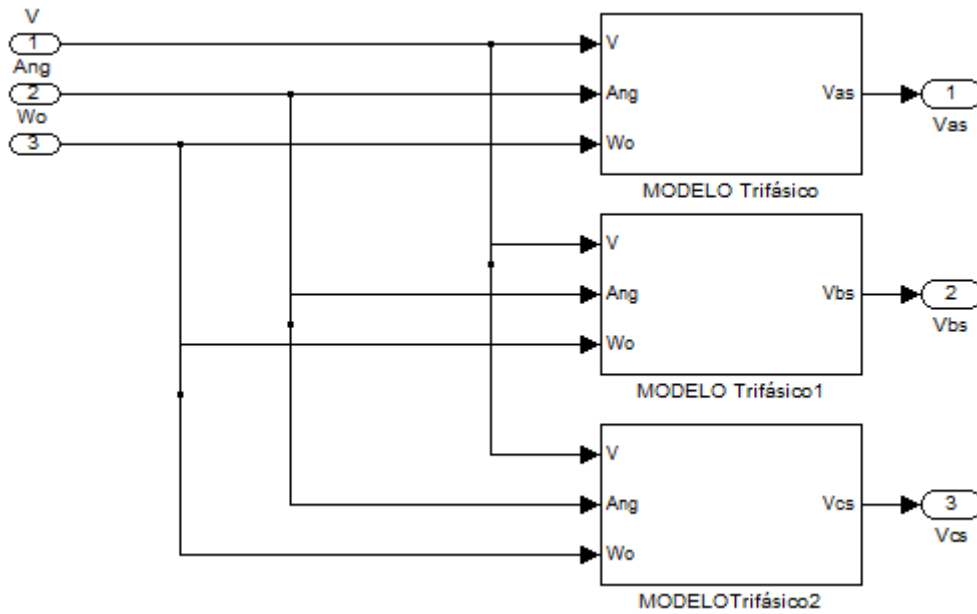 V
1
Ang
2
Wo
3
V
Ang
Wo
Vas
MODELO Trifásico
1
Vas
V
Ang
Wo
Vbs
MODELO Trifásico1
2
Vbs
V
Ang
Wo
Vcs
MODELOTrifásico2
3
Vcs